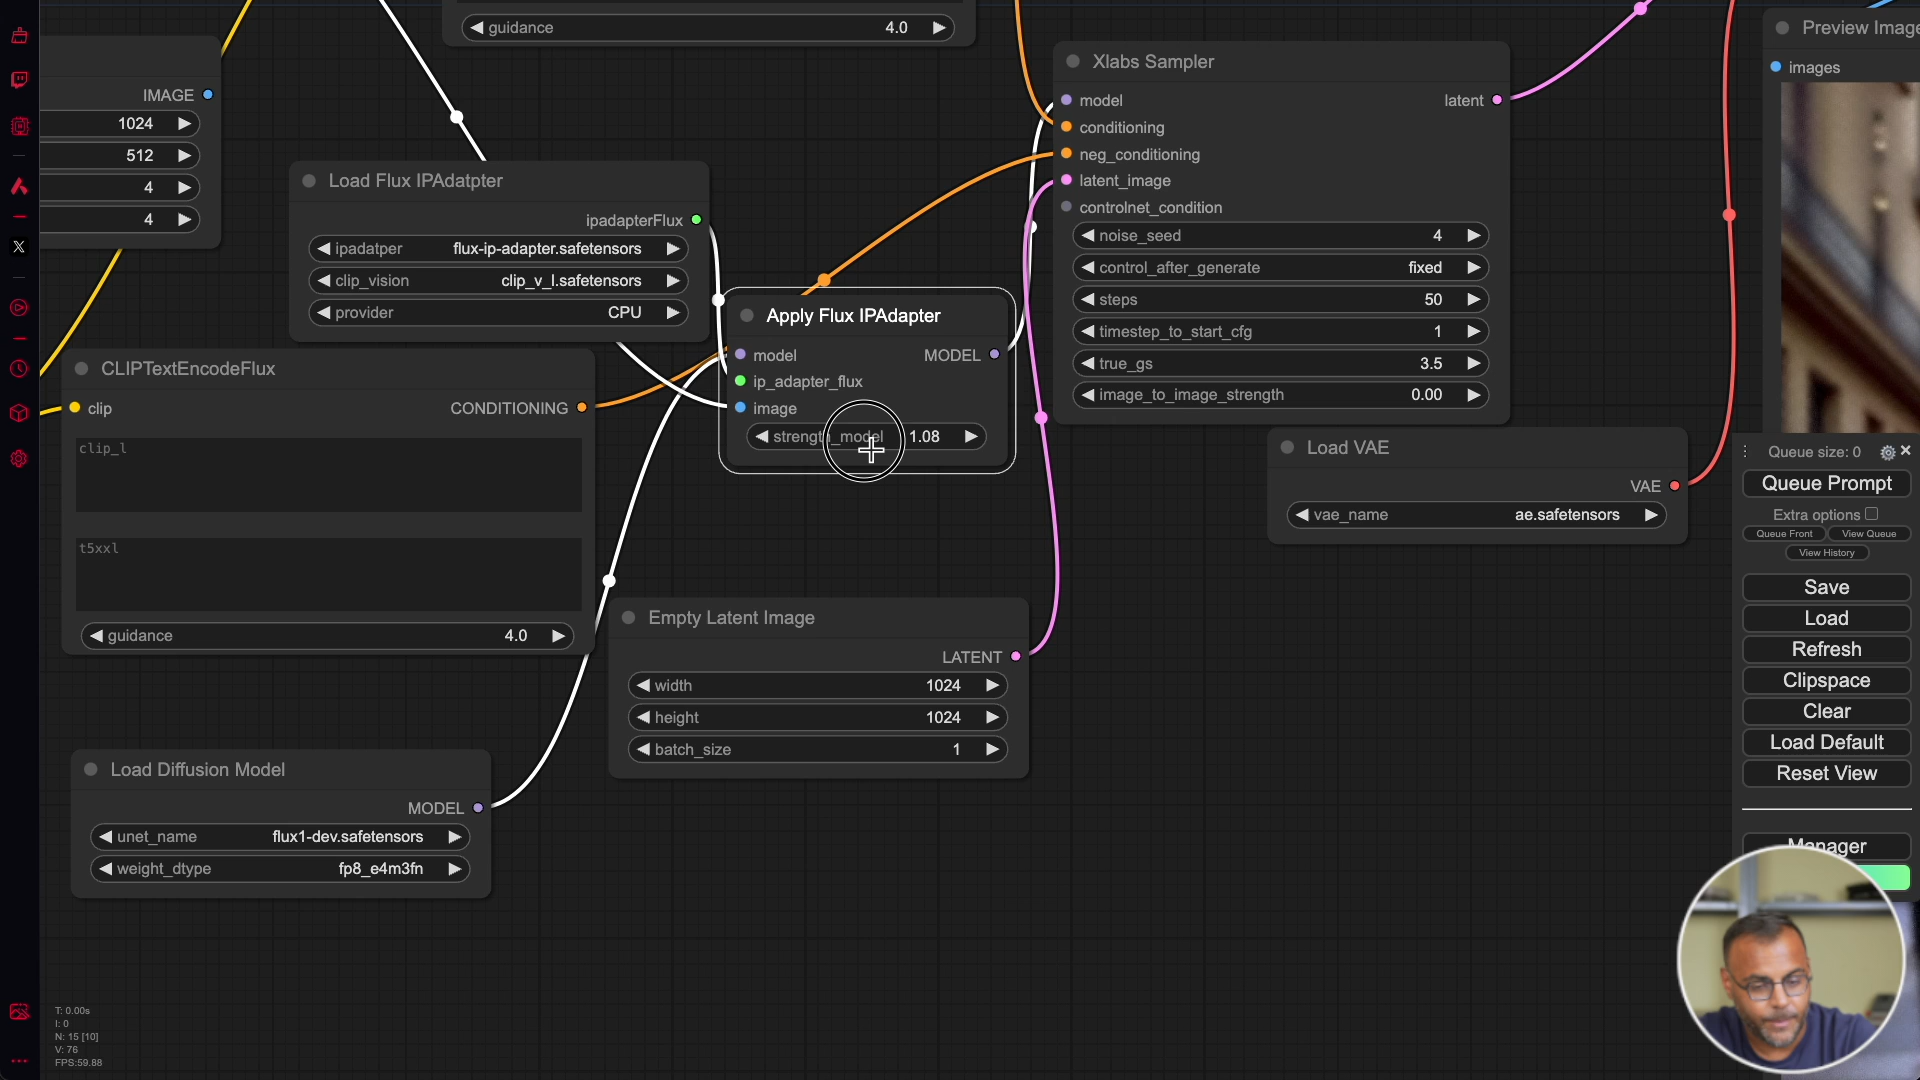 guidance 4.0
IMAGE
1024
512
4
4
Load Flux IPAdatpter
ipadapterFlux
ipadatper flux-ip-adapter.safetensors
clip_vision clip_v_l.safetensors
provider CPU
CLIPTextEncodeFlux
clip CONDITIONING
clip_l
t5xxl
guidance 4.0
Load Diffusion Model
MODEL
unet_name flux1-dev.safetensors
weight_dtype fp8_e4m3fn
Apply Flux IPAdapter
model MODEL
ip_adapter_flux
image
strength_model 1.08
Empty Latent Image
LATENT
width 1024
height 1024
batch_size 1
Xlabs Sampler
model latent
conditioning
neg_conditioning
latent_image
controlnet_condition
noise_seed 4
control_after_generate fixed
steps 50
timestep_to_start_cfg 1
true_gs 3.5
image_to_image_strength 0.00
Load VAE
VAE
vae_name ae.safetensors
Preview Image
images
Queue size: 0
Queue Prompt
Extra options
Queue Front View Queue
View History
Save
Load
Refresh
Clipspace
Clear
Load Default
Reset View
Manager
T: 0.00s
I: 0
N: 15 [10]
V: 76
FPS:59.88